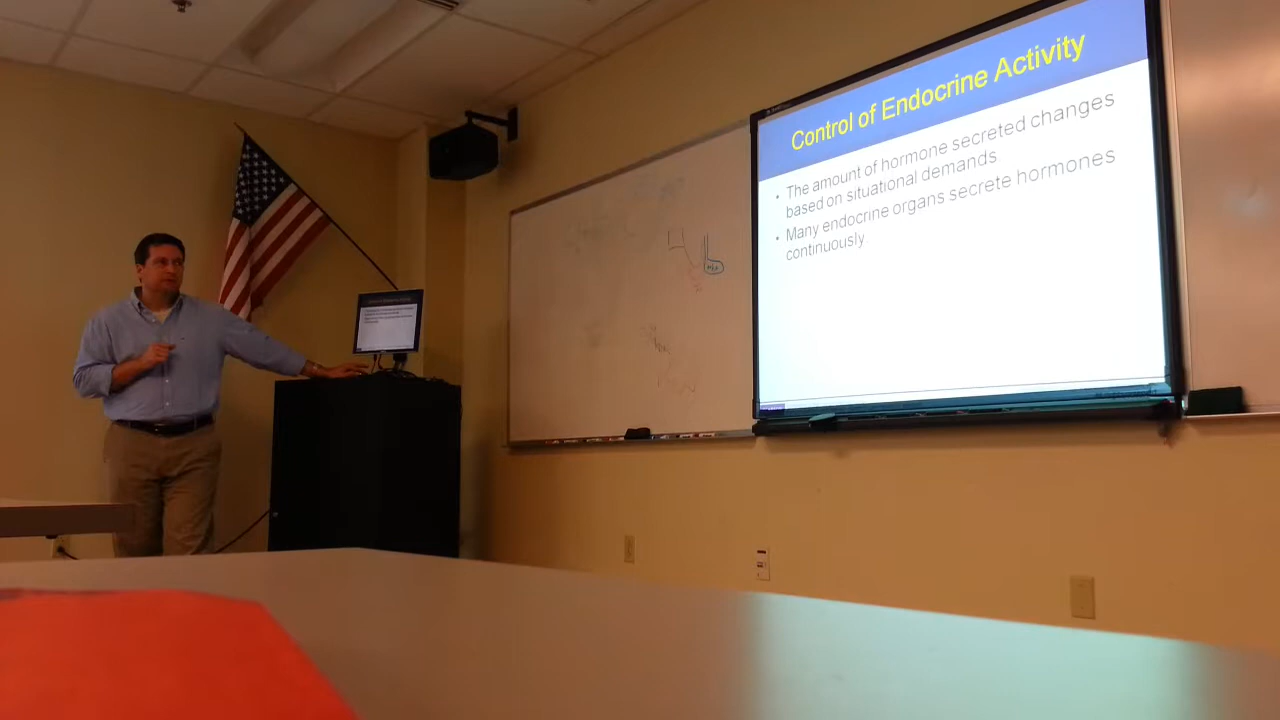 Control of Endocrine Activity
• The amount of hormone secreted changes
based on situational demands
• Many endocrine organs secrete hormones
continuously